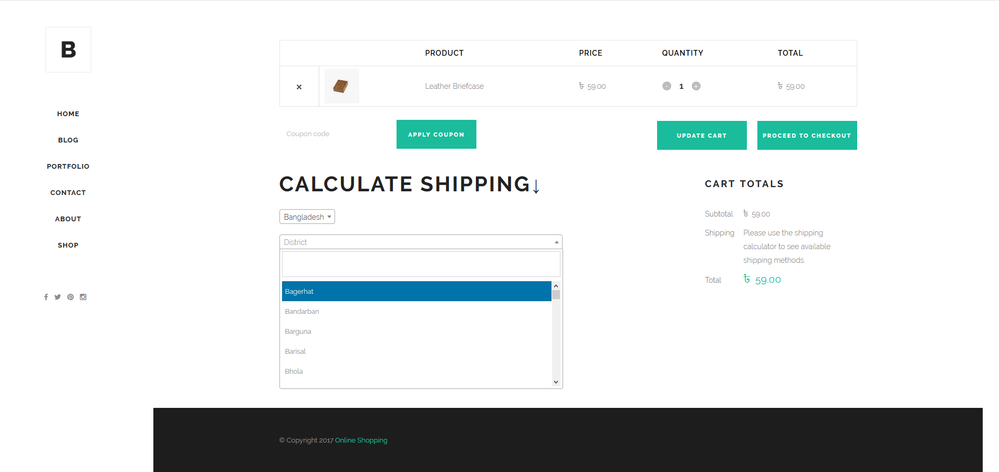 B
HOME
BLOG
PORTFOLIO
CONTACT
ABOUT
SHOP
PRODUCT PRICE QUANTITY TOTAL
× Leather Briefcase ৳ 59.00 - 1 + ৳ 59.00
Coupon code APPLY COUPON UPDATE CART PROCEED TO CHECKOUT
CALCULATE SHIPPING↓
Bangladesh
District
Bagerhat
Bandarban
Barguna
Barisal
Bhola
CART TOTALS
Subtotal ৳ 59.00
Shipping Please use the shipping
calculator to see available
shipping methods.
Total ৳ 59.00
© Copyright 2017 Online Shopping